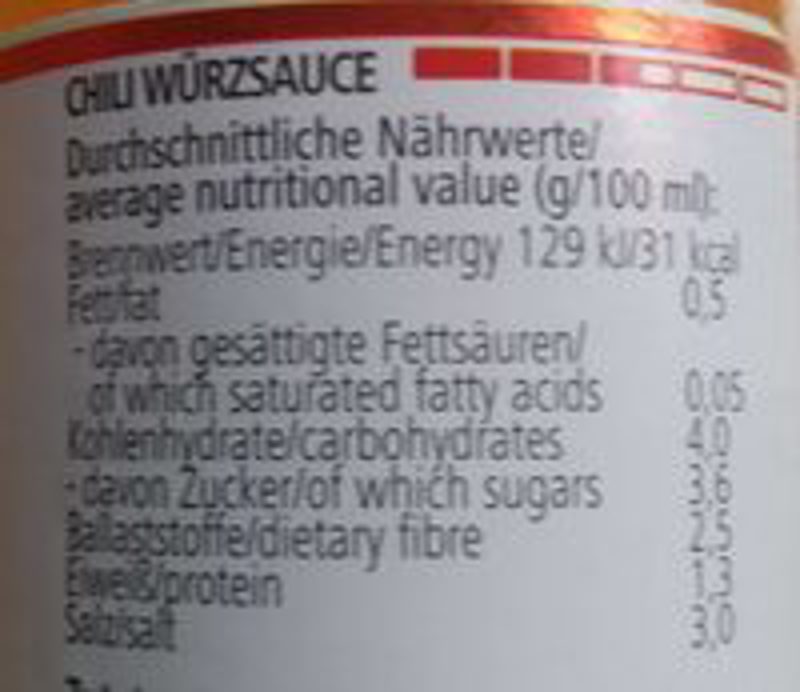 CHILI WÜRZSAUCE
Durchschnittliche Nährwerte/
average nutritional value (g/100 ml):
Brennwert/Energie/Energy 129 kJ/31 kcal
Fett/fat 0,5
- davon gesättigte Fettsäuren/
of which saturated fatty acids 0,05
Kohlenhydrate/carbohydrates 4,0
- davon Zucker/of which sugars 3,6
Ballaststoffe/dietary fibre 2,5
Eiweiß/protein 1,3
Salz/salt 3,0